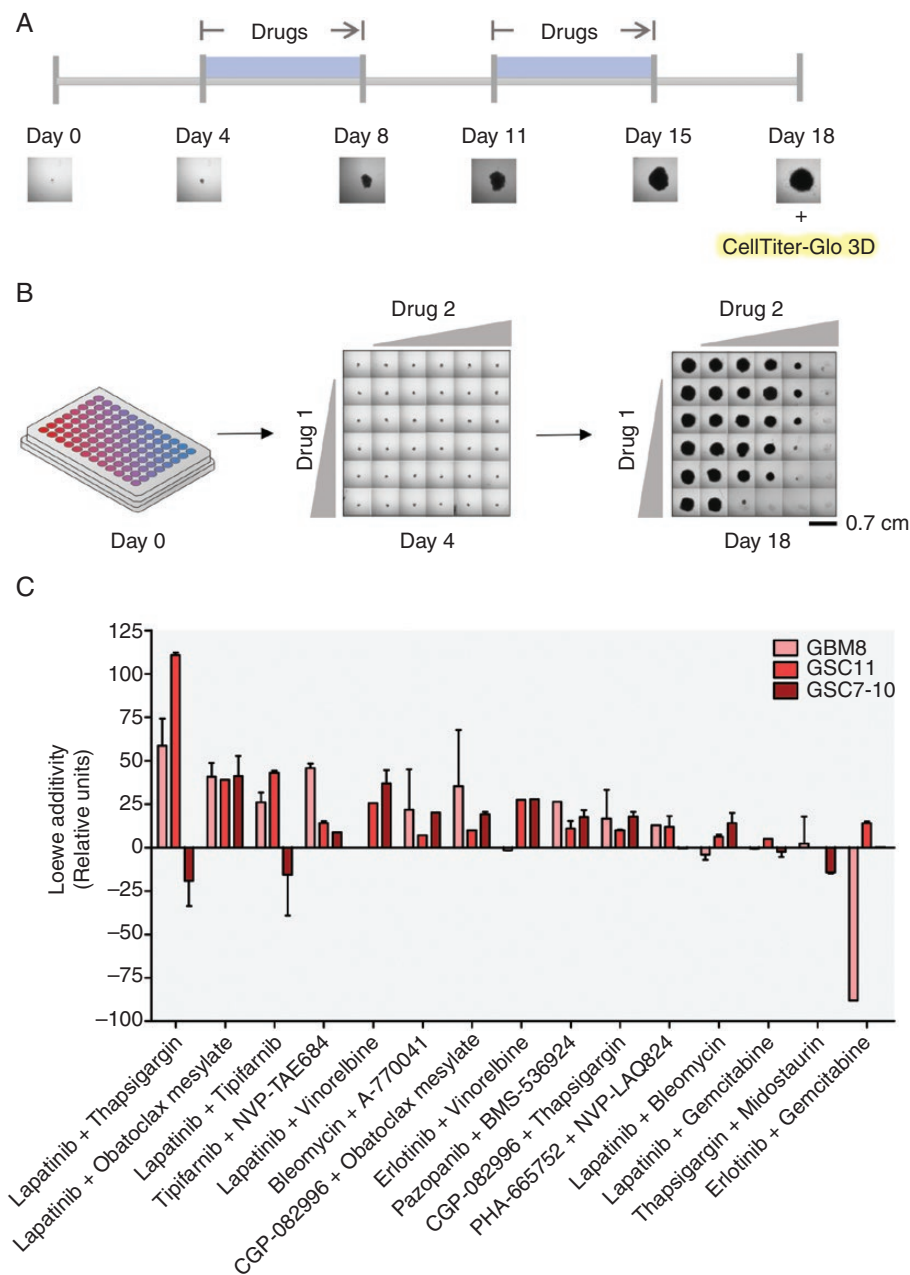 A
Drugs
Drugs
Day 0
Day 4
Day 8
Day 11
Day 15
Day 18
+
CellTiter-Glo 3D
B
Drug 2
Drug 2
Drug 1
Drug 1
0.7 cm
Day 0
Day 4
Day 18
C
125
100
75
50
25
0
−25
−50
−75
−100
Loewe additivity
(Relative units)
GBM8
GSC11
GSC7-10
Lapatinib + Thapsigargin
Lapatinib + Obatoclax mesylate
Lapatinib + Tipifarnib
Tipifarnib + NVP-TAE684
Lapatinib + Vinorelbine
Bleomycin + A-770041
CGP-082996 + Obatoclax mesylate
Erlotinib + Vinorelbine
Pazopanib + BMS-536924
CGP-082996 + Thapsigargin
PHA-665752 + NVP-LAQ824
Lapatinib + Bleomycin
Lapatinib + Gemcitabine
Thapsigargin + Midostaurin
Erlotinib + Gemcitabine